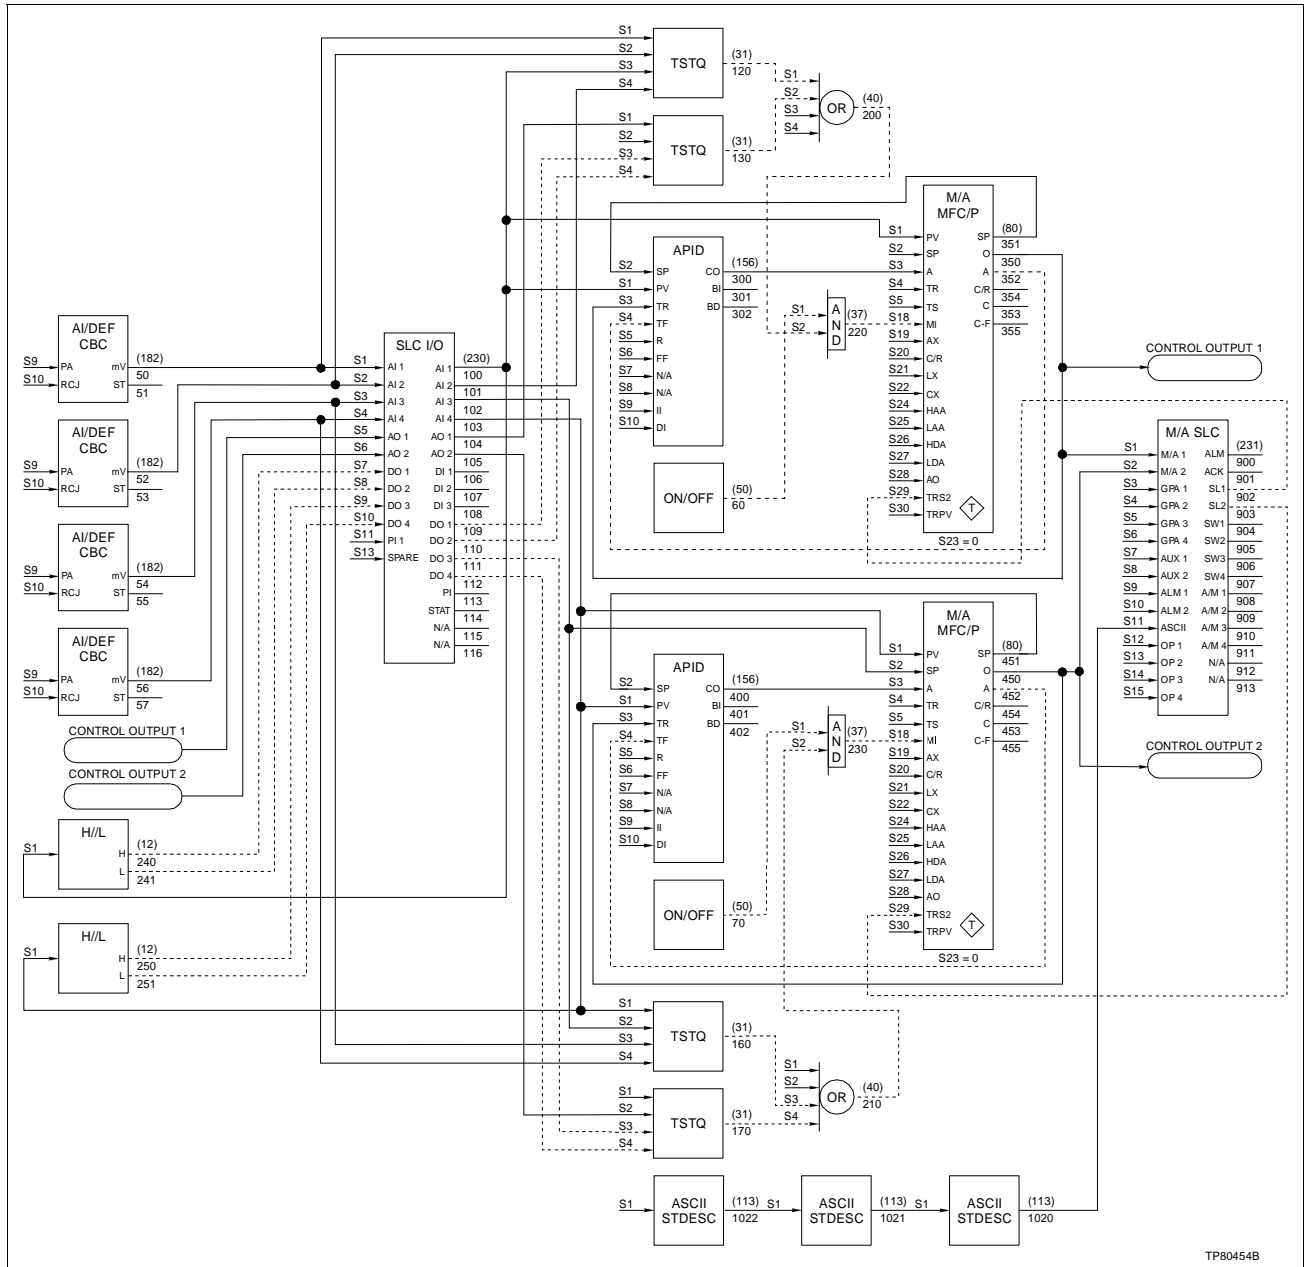 S1
S2
S3
S4
TSTQ
(31)
120
S1
S2
S3
S4
TSTQ
(31)
130
S1
S2
S3
S4
OR
(40)
200
APID
S2 SP CO (156)
S1 PV BI 300
S3 TR BD 301
S4 TF 302
S5 R
S6 FF
S7 N/A
S8 N/A
S9 II
S10 DI
ON/OFF
(50)
60
S1
S2
AND
(37)
220
M/A
MFC/P
S1 PV SP (80)
S2 SP O 351
S3 A A 350
S4 TR C/R 352
S5 TS C 354
S18 MI C-F 353
S19 AX 355
S20 C/R
S21 LX
S22 CX
S24 HAA
S25 LAA
S26 HDA
S27 LDA
S28 AO
S29 TRS2
S30 TRPV
T
S23 = 0
CONTROL OUTPUT 1
AI/DEF
CBC
S9 PA mV (182)
S10 RCJ ST 50
51
AI/DEF
CBC
S9 PA mV (182)
S10 RCJ ST 52
53
AI/DEF
CBC
S9 PA mV (182)
S10 RCJ ST 54
55
AI/DEF
CBC
S9 PA mV (182)
S10 RCJ ST 56
57
CONTROL OUTPUT 1
CONTROL OUTPUT 2
H//L
S1 H (12)
L 240
241
H//L
S1 H (12)
L 250
251
SLC I/O
S1 AI 1 AI 1 (230)
S2 AI 2 AI 2 100
S3 AI 3 AI 3 101
S4 AI 4 AI 4 102
S5 AO 1 AO 1 103
S6 AO 2 AO 2 104
S7 DO 1 DI 1 105
S8 DO 2 DI 2 106
S9 DO 3 DI 3 107
S10 DO 4 DO 1 108
S11 PI 1 DO 2 109
S13 SPARE DO 3 110
DO 4 111
PI 112
STAT 113
N/A 114
N/A 115
116
M/A SLC
S1 M/A 1 ALM (231)
S2 M/A 2 ACK 900
S3 GPA 1 SL1 901
S4 GPA 2 SL2 902
S5 GPA 3 SW1 903
S6 GPA 4 SW2 904
S7 AUX 1 SW3 905
S8 AUX 2 SW4 906
S9 ALM 1 A/M 1 907
S10 ALM 2 A/M 2 908
S11 ASCII A/M 3 909
S12 OP 1 A/M 4 910
S13 OP 2 N/A 911
S14 OP 3 N/A 912
S15 OP 4 913
CONTROL OUTPUT 2
APID
S2 SP CO (156)
S1 PV BI 400
S3 TR BD 401
S4 TF 402
S5 R
S6 FF
S7 N/A
S8 N/A
S9 II
S10 DI
ON/OFF
(50)
70
S1
S2
AND
(37)
230
M/A
MFC/P
S1 PV SP (80)
S2 SP O 451
S3 A A 450
S4 TR C/R 452
S5 TS C 454
S18 MI C-F 453
S19 AX 455
S20 C/R
S21 LX
S22 CX
S24 HAA
S25 LAA
S26 HDA
S27 LDA
S28 AO
S29 TRS2
S30 TRPV
T
S23 = 0
S1
S2
S3
S4
TSTQ
(31)
160
S1
S2
S3
S4
TSTQ
(31)
170
S1
S2
S3
S4
OR
(40)
210
S1
ASCII
STDESC
(113)
1022
S1
ASCII
STDESC
(113)
1021
S1
ASCII
STDESC
(113)
1020
TP80454B